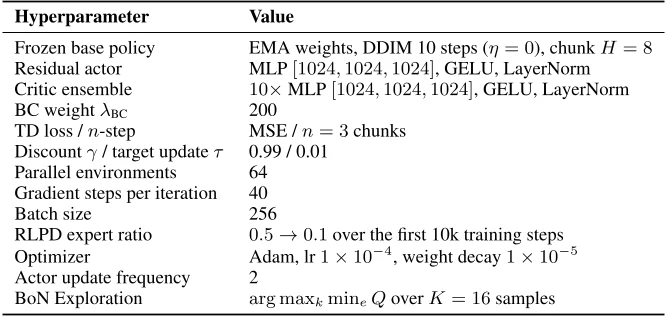 Hyperparameter Value
Frozen base policy EMA weights, DDIM 10 steps (η = 0), chunk H = 8
Residual actor MLP [1024, 1024, 1024], GELU, LayerNorm
Critic ensemble 10× MLP [1024, 1024, 1024], GELU, LayerNorm
BC weight λ_BC 200
TD loss / n-step MSE / n = 3 chunks
Discount γ / target update τ 0.99 / 0.01
Parallel environments 64
Gradient steps per iteration 40
Batch size 256
RLPD expert ratio 0.5 → 0.1 over the first 10k training steps
Optimizer Adam, lr 1 × 10⁻⁴, weight decay 1 × 10⁻⁵
Actor update frequency 2
BoN Exploration arg max_k min_e Q over K = 16 samples